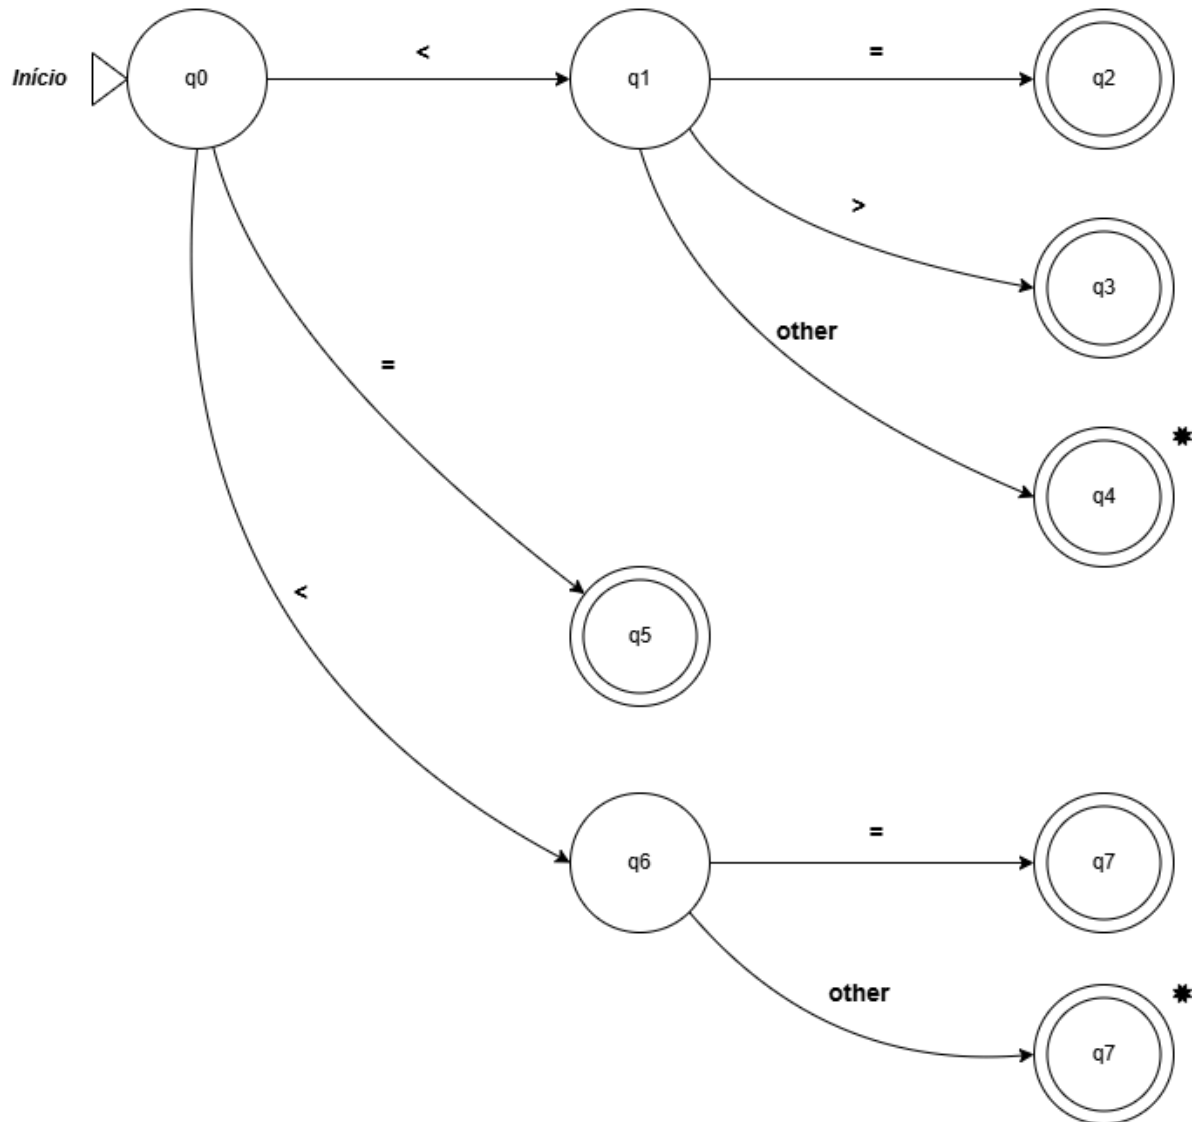 Início
q0
<
q1
=
q2
>
q3
other
q4
*
=
q5
<
q6
=
q7
other
q7
*